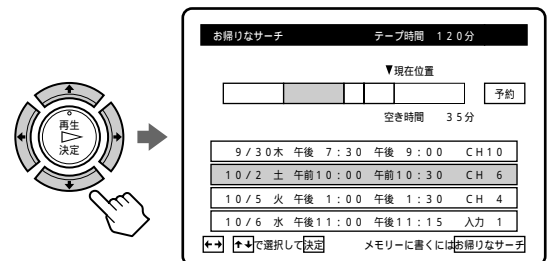 お帰りなサーチ テープ時間 120分
▼現在位置
予約
空き時間 35分
再生
決定
9/30木 午後 7:30 午後 9:00 CH10
10/2 土 午前10:00 午前10:30 CH 6
10/5 火 午後 1:00 午後 1:30 CH 4
10/6 水 午後11:00 午後11:15 入力 1
←→ ↑↓で選択して決定 メモリーに書くにはお帰りなサーチ